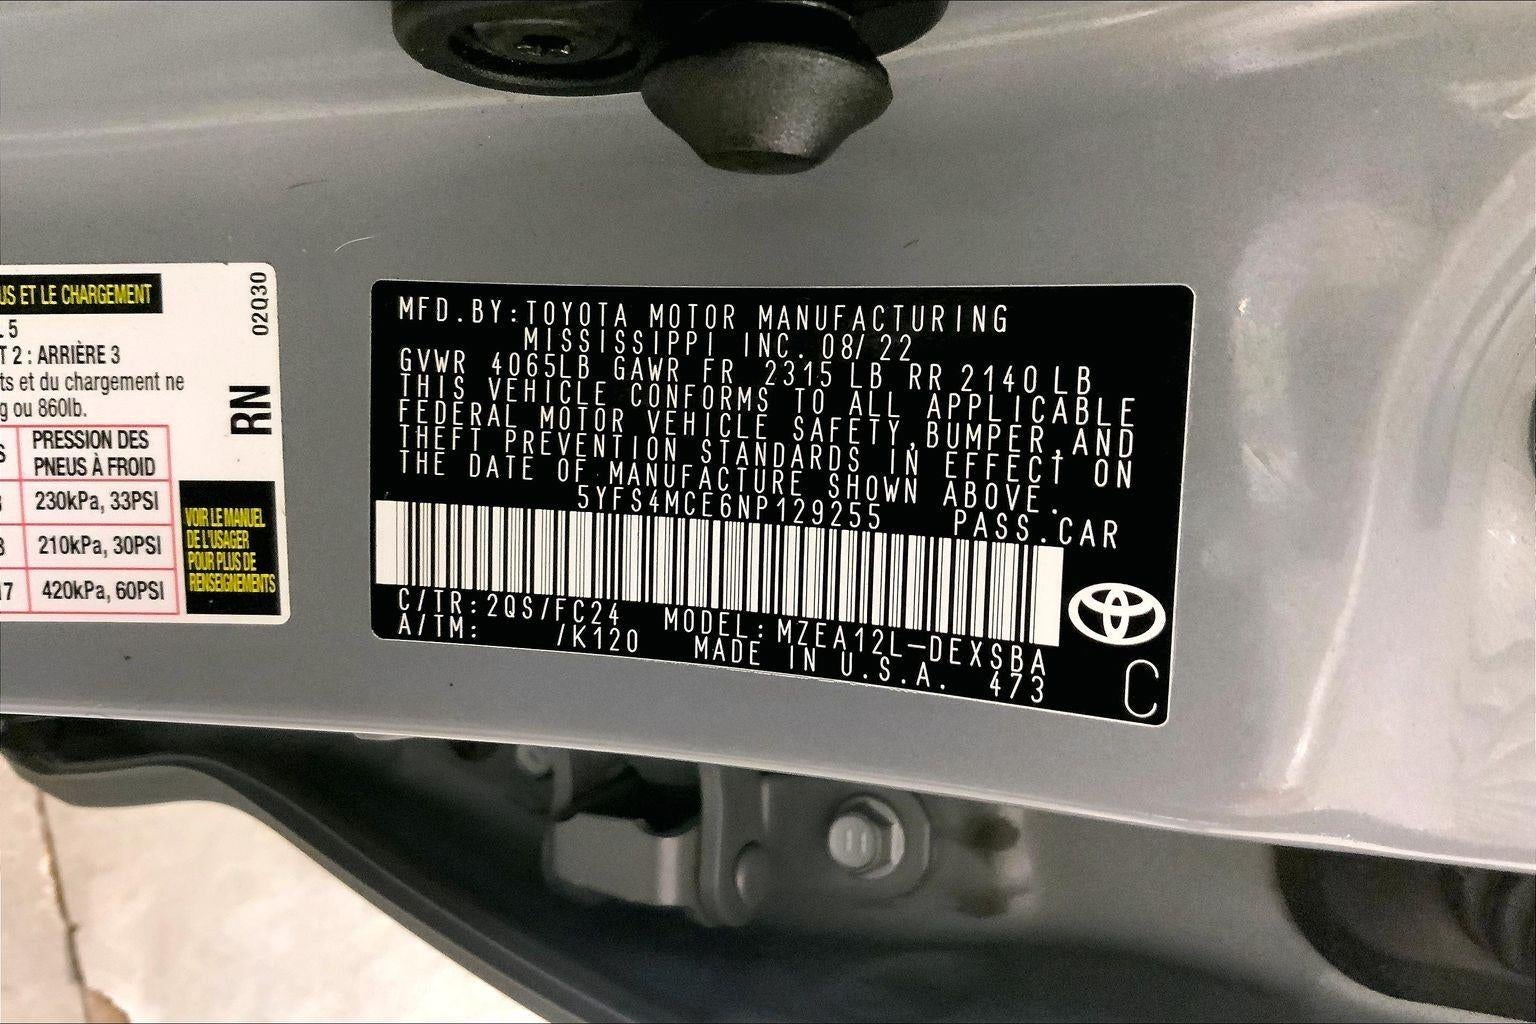 US ET LE CHARGEMENT
02Q30
5
T 2 : ARRIÈRE 3
ts et du chargement ne
g ou 860lb.
RN
S
PRESSION DES
PNEUS À FROID
230kPa, 33PSI
210kPa, 30PSI
17
420kPa, 60PSI
VOIR LE MANUEL
DE L'USAGER
POUR PLUS DE
RENSEIGNEMENTS
MFD.BY:TOYOTA MOTOR MANUFACTURING
MISSISSIPPI INC. 08/22
GVWR 4065LB GAWR FR 2315 LB RR 2140 LB
THIS VEHICLE CONFORMS TO ALL APPLICABLE
FEDERAL MOTOR VEHICLE SAFETY,BUMPER,AND
THEFT PREVENTION STANDARDS IN EFFECT ON
THE DATE OF MANUFACTURE SHOWN ABOVE.
5YFS4MCE6NP129255 PASS.CAR
C/TR:2QS/FC24 MODEL:MZEA12L-DEXSBA
A/TM: /K120 MADE IN U.S.A. 473
C